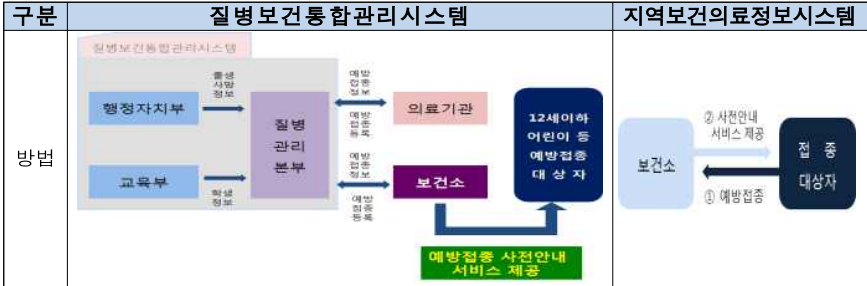 구분
질병보건통합관리시스템
지역보건의료정보시스템
방법
질병보건통합관리시스템
행정자치부
출생
사망
정보
질병
관리
본부
교육부
학생
정보
예방
접종
정보
예방
접종
등록
의료기관
예방
접종
정보
예방
접종
등록
보건소
12세이하
어린이 등
예방접종
대 상 자
예방접종 사전안내
서비스 제공
보건소
② 사전안내
서비스 제공
① 예방접종
접 종
대상자